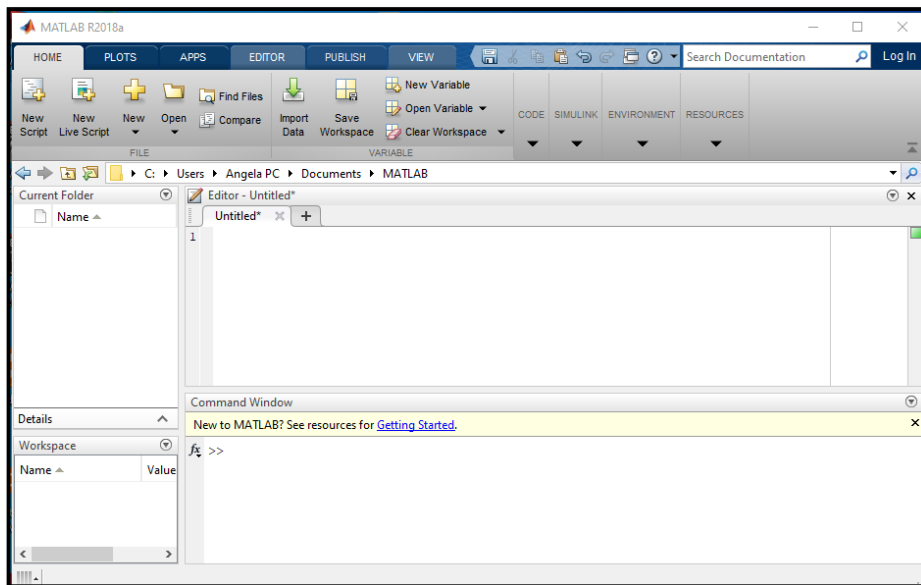 MATLAB R2018a
HOME PLOTS APPS EDITOR PUBLISH VIEW Search Documentation Log In
New Script
New Live Script
New
Open
Find Files
Compare
Import Data
Save Workspace
New Variable
Open Variable
Clear Workspace
CODE SIMULINK ENVIRONMENT RESOURCES
FILE VARIABLE
C: Users Angela PC Documents MATLAB
Current Folder
Name
Editor - Untitled*
Untitled* +
1
Details
Workspace
Name Value
Command Window
New to MATLAB? See resources for Getting Started.
fx >>